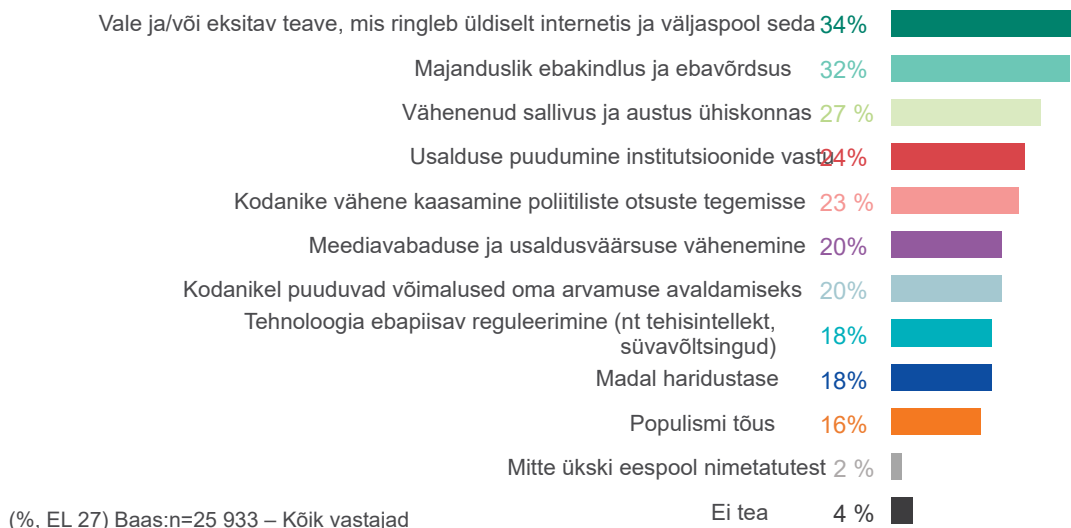 Vale ja/või eksitav teave, mis ringleb üldiselt internetis ja väljaspool seda 34%
Majanduslik ebakindlus ja ebavõrdsus 32%
Vähenenud sallivus ja austus ühiskonnas 27 %
Usalduse puudumine institutsioonide vastu 24%
Kodanike vähene kaasamine poliitiliste otsuste tegemisse 23 %
Meediavabaduse ja usaldusväärsuse vähenemine 20%
Kodanikel puuduvad võimalused oma arvamuse avaldamiseks 20%
Tehnoloogia ebapiisav reguleerimine (nt tehisintellekt,
süvavõltsingud) 18%
Madal haridustase 18%
Populismi tõus 16%
Mitte ükski eespool nimetatutest 2 %
Ei tea 4 %
(%, EL 27) Baas:n=25 933 – Kõik vastajad